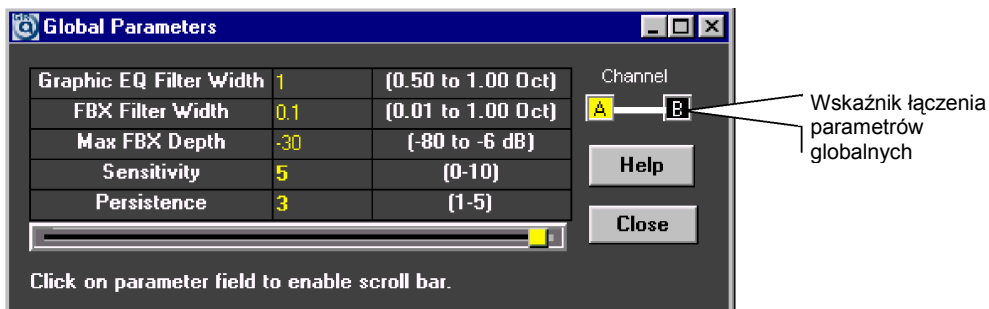 Global Parameters
Graphic EQ Filter Width 1 (0.50 to 1.00 Oct)
FBX Filter Width 0.1 (0.01 to 1.00 Oct)
Max FBX Depth -30 (-80 to -6 dB)
Sensitivity 5 (0-10)
Persistence 3 (1-5)
Click on parameter field to enable scroll bar.
Channel
A B
Help
Close
Wskaźnik łączenia
parametrów
globalnych